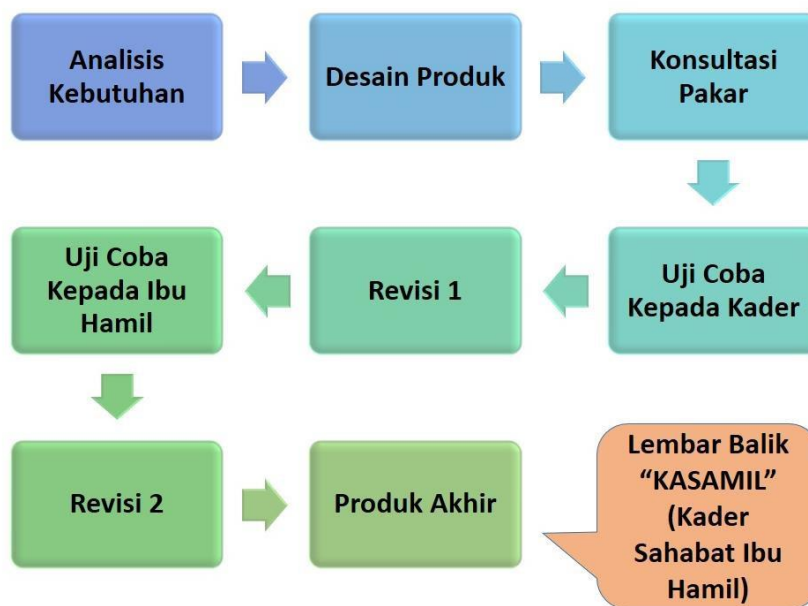 Analisis
Kebutuhan
Desain Produk
Konsultasi
Pakar
Uji Coba
Kepada Kader
Revisi 1
Uji Coba
Kepada Ibu
Hamil
Revisi 2
Produk Akhir
Lembar Balik
“KASAMIL”
(Kader
Sahabat Ibu
Hamil)